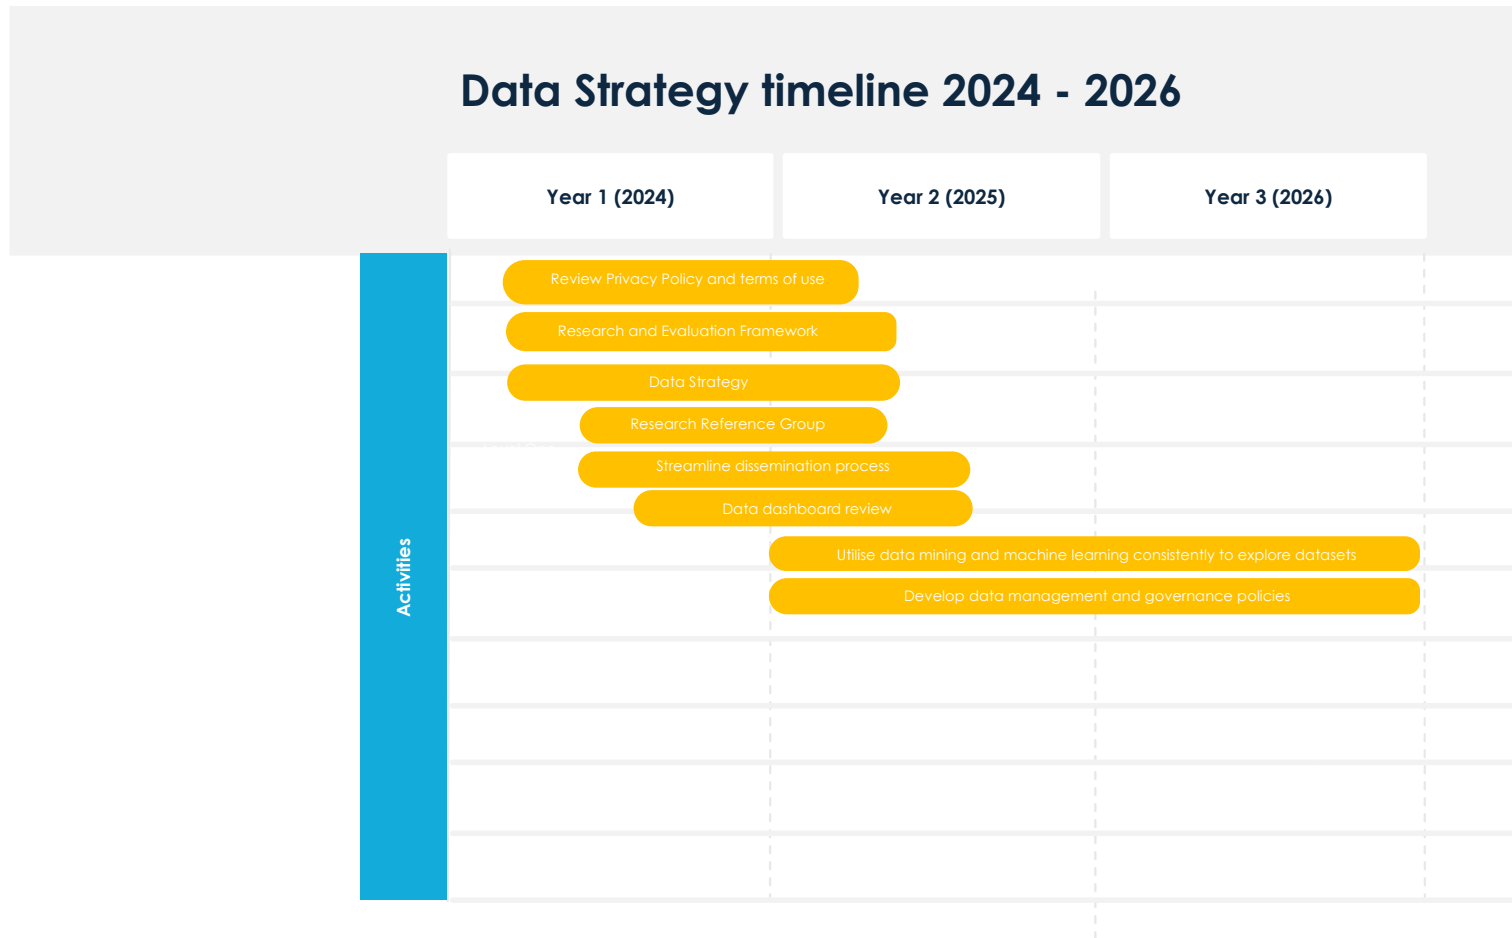 Data Strategy timeline 2024 - 2026
Year 1 (2024)
Year 2 (2025)
Year 3 (2026)
Activities
Review Privacy Policy and terms of use
Research and Evaluation Framework
Data Strategy
Research Reference Group
Streamline dissemination process
Data dashboard review
Utilise data mining and machine learning consistently to explore datasets
Develop data management and governance policies